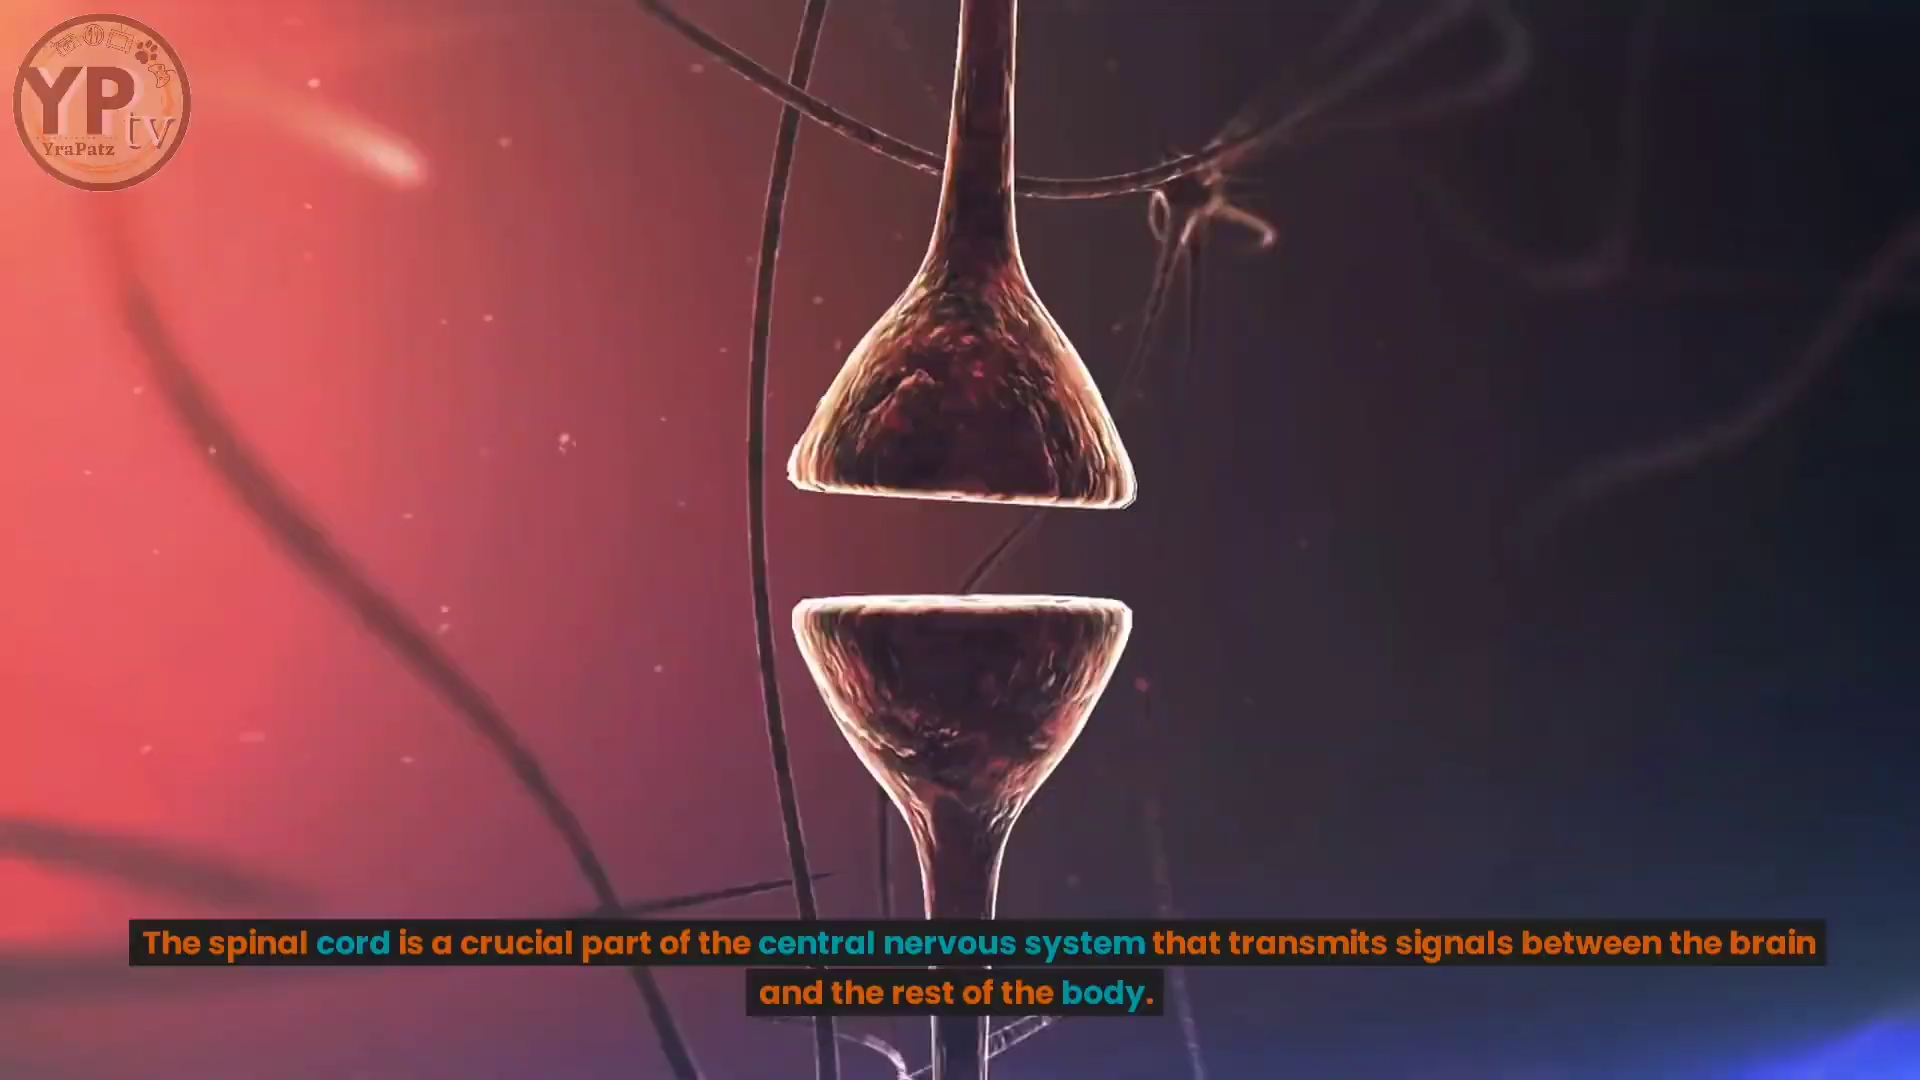 YP
tv
YraPatz
The spinal cord is a crucial part of the central nervous system that transmits signals between the brain
and the rest of the body.